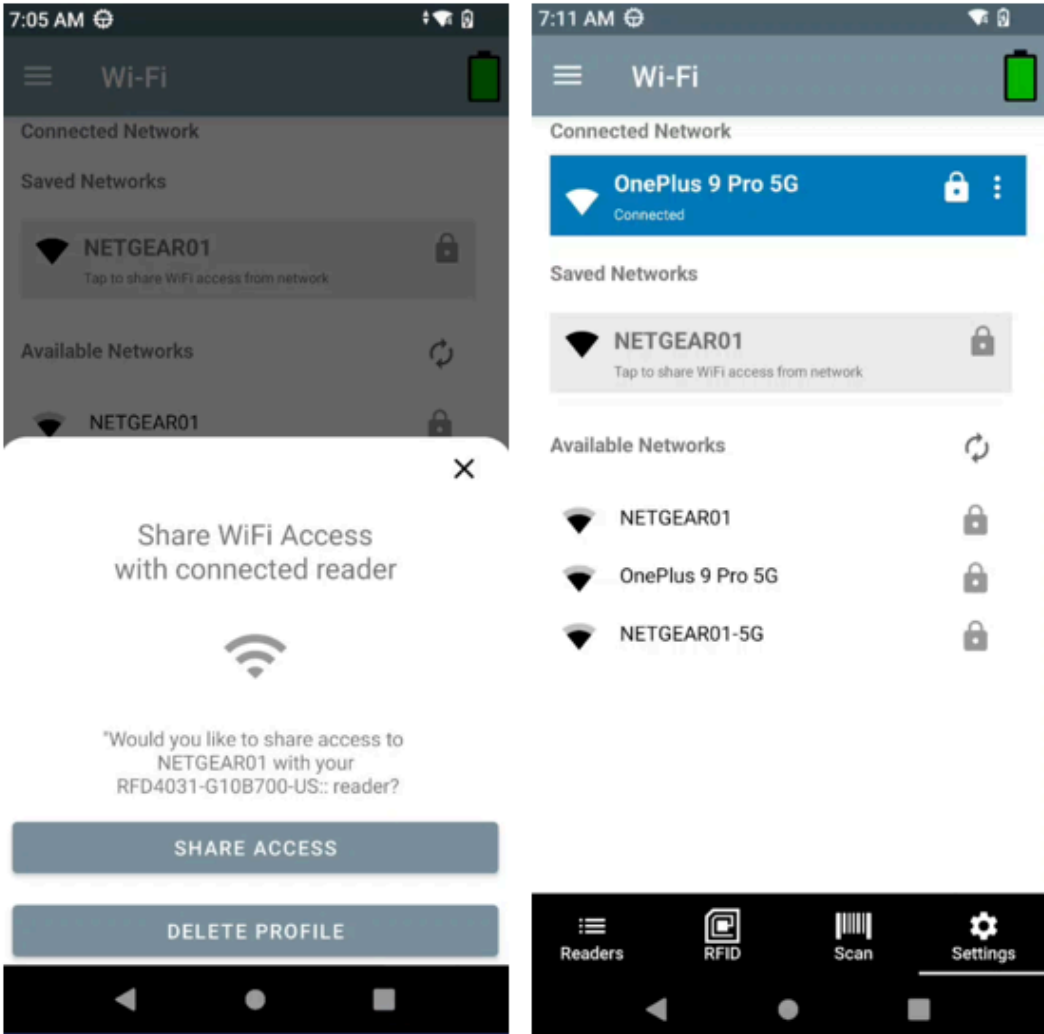 7:05 AM
Wi-Fi
Connected Network
Saved Networks
NETGEAR01
Tap to share WiFi access from network
Available Networks
NETGEAR01
Share WiFi Access
with connected reader
"Would you like to share access to
NETGEAR01 with your
RFD4031-G10B700-US:: reader?
SHARE ACCESS
DELETE PROFILE
7:11 AM
Wi-Fi
Connected Network
OnePlus 9 Pro 5G
Connected
Saved Networks
NETGEAR01
Tap to share WiFi access from network
Available Networks
NETGEAR01
OnePlus 9 Pro 5G
NETGEAR01-5G
Readers
RFID
Scan
Settings